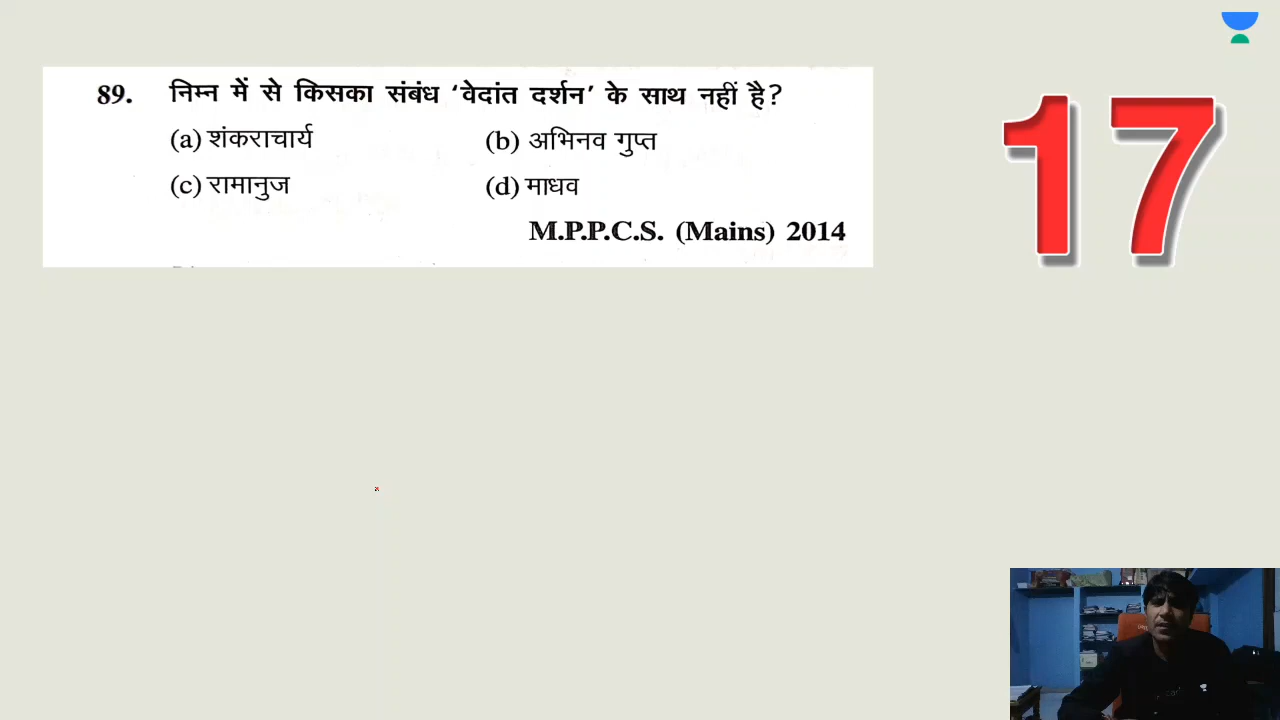 89. निम्न में से किसका संबंध ‘वेदांत दर्शन’ के साथ नहीं है?
(a) शंकराचार्य (b) अभिनव गुप्त
(c) रामानुज (d) माधव
M.P.P.C.S. (Mains) 2014
17